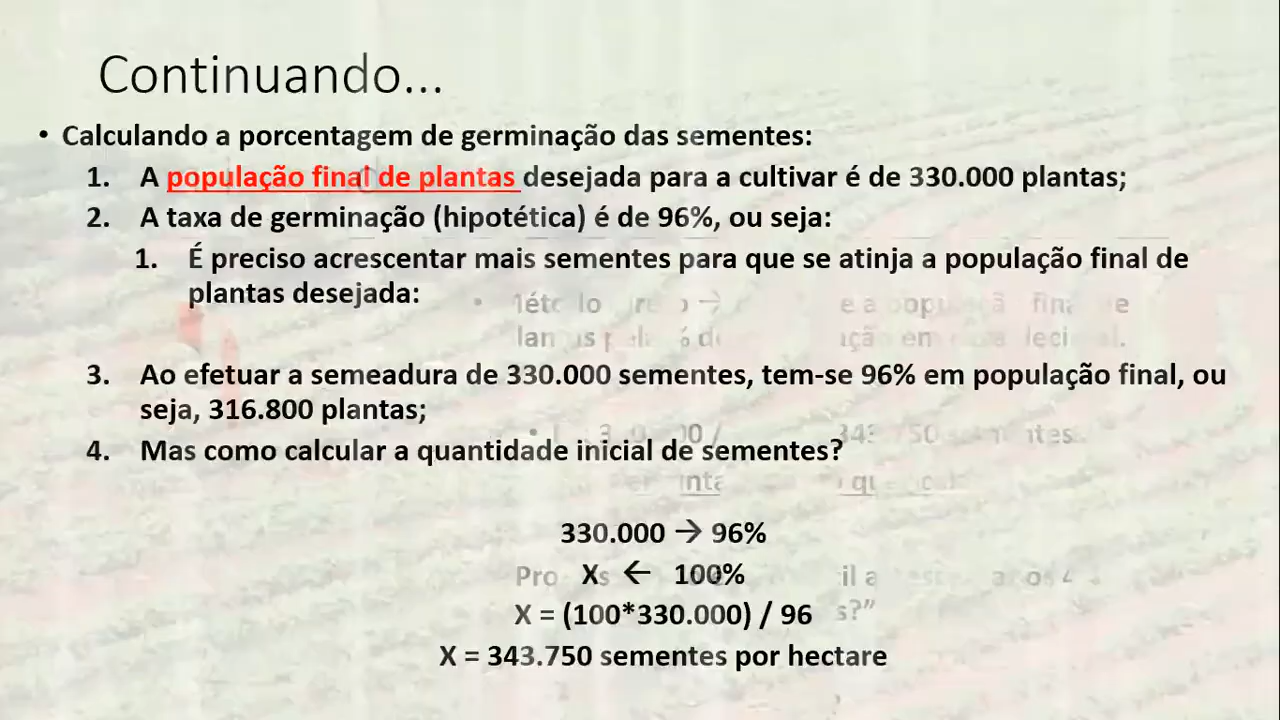 Continuando...
• Calculando a porcentagem de germinação das sementes:
1. A população final de plantas desejada para a cultivar é de 330.000 plantas;
2. A taxa de germinação (hipotética) é de 96%, ou seja:
1. É preciso acrescentar mais sementes para que se atinja a população final de
plantas desejada:
3. Ao efetuar a semeadura de 330.000 sementes, tem-se 96% em população final, ou
seja, 316.800 plantas;
4. Mas como calcular a quantidade inicial de sementes?
330.000 → 96%
X ← 100%
X = (100*330.000) / 96
X = 343.750 sementes por hectare